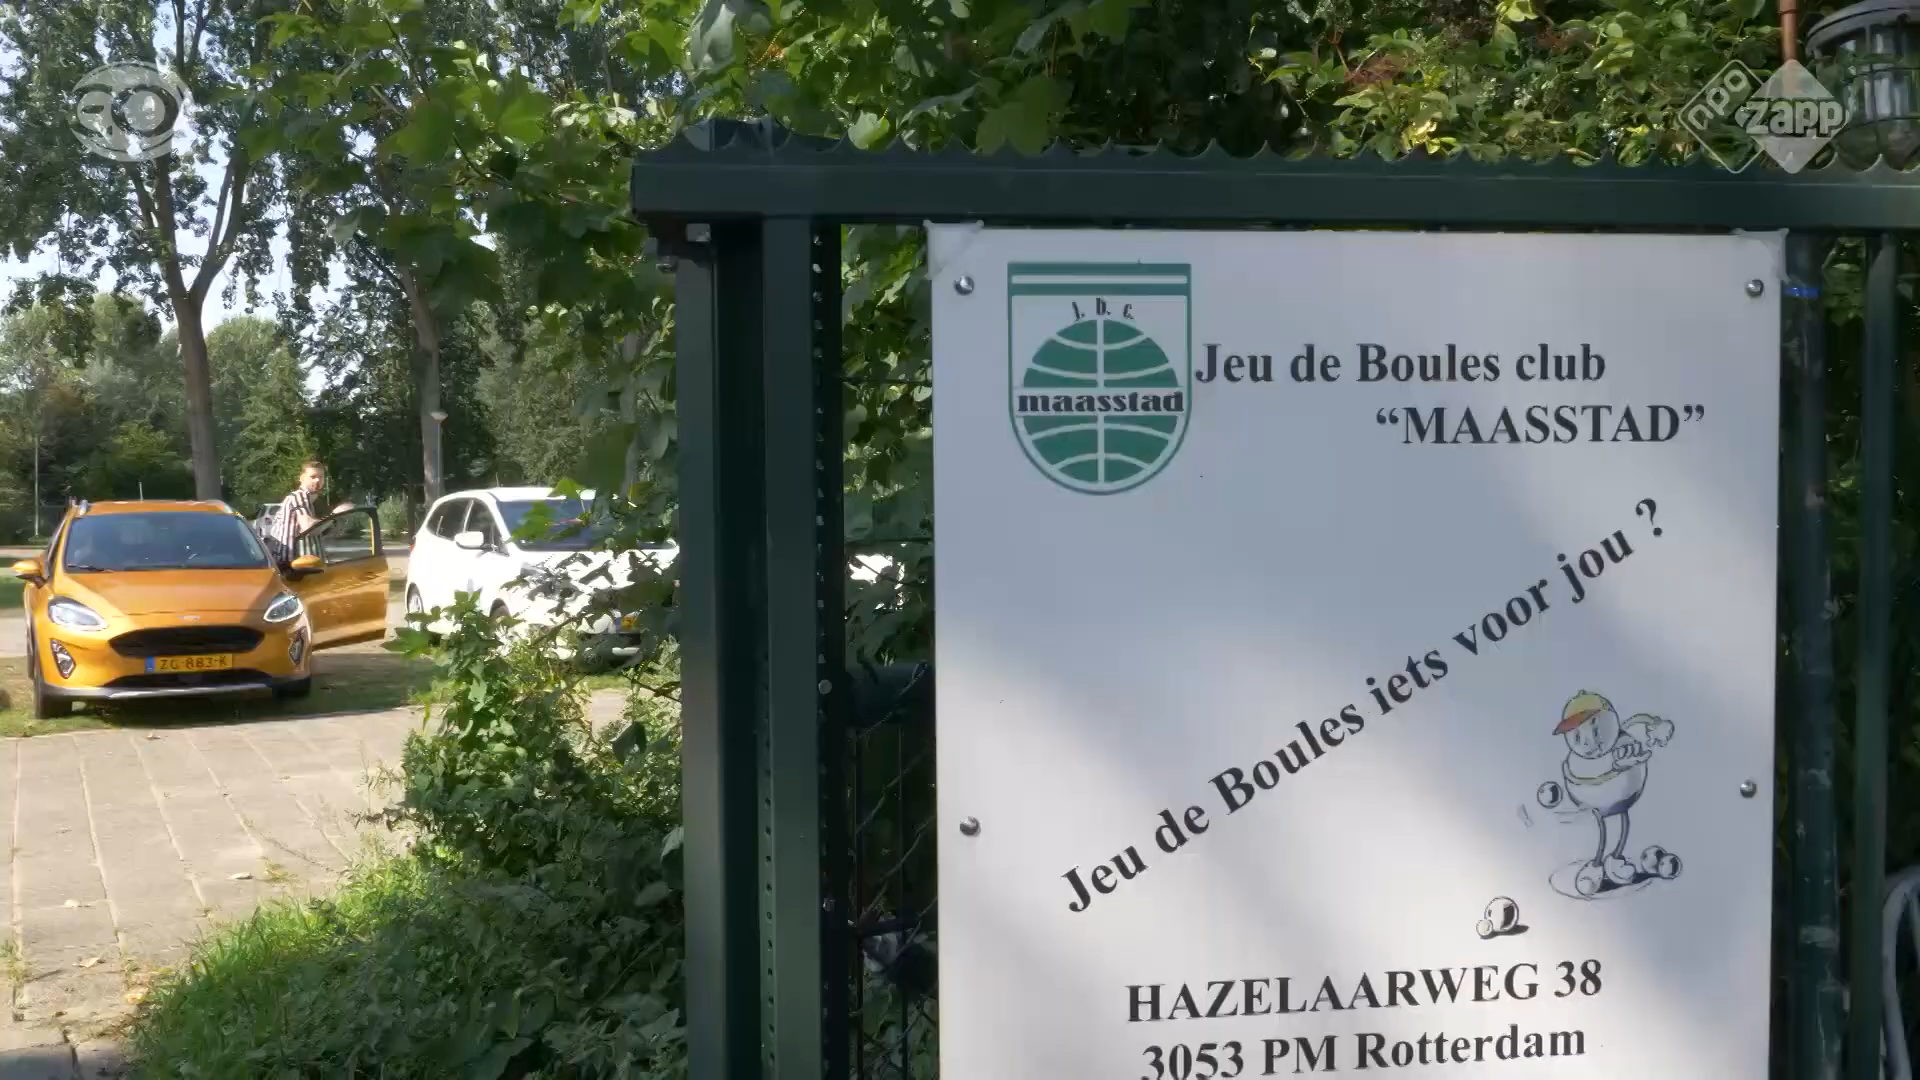 EO
npo
zapp
J. B. C.
maasstad
Jeu de Boules club
“MAASSTAD”
Jeu de Boules iets voor jou ?
HAZELAARWEG 38
3053 PM Rotterdam
ZG-883-K